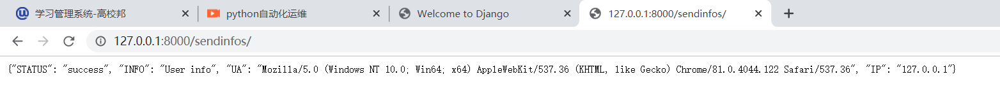 学习管理系统-高校邦
python自动化运维
Welcome to Django
127.0.0.1:8000/sendinfos/
127.0.0.1:8000/sendinfos/
{"STATUS": "success", "INFO": "User info", "UA": "Mozilla/5.0 (Windows NT 10.0; Win64; x64) AppleWebKit/537.36 (KHTML, like Gecko) Chrome/81.0.4044.122 Safari/537.36", "IP": "127.0.0.1"}